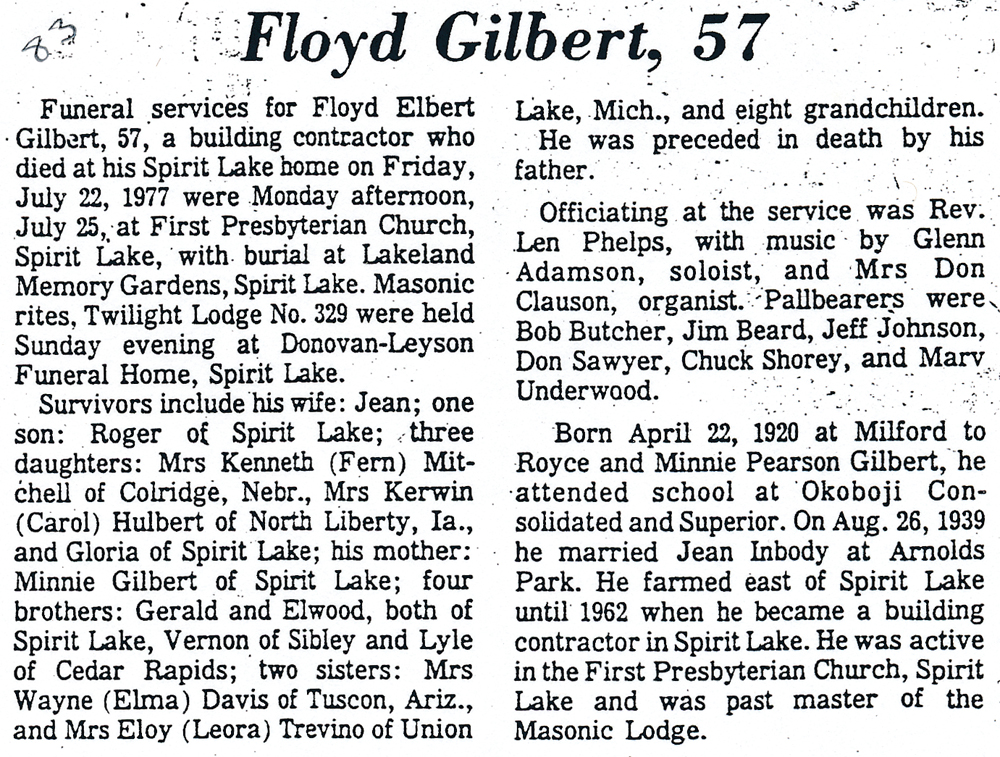 83
Floyd Gilbert, 57
Funeral services for Floyd Elbert
Gilbert, 57, a building contractor who
died at his Spirit Lake home on Friday,
July 22, 1977 were Monday afternoon,
July 25, at First Presbyterian Church,
Spirit Lake, with burial at Lakeland
Memory Gardens, Spirit Lake. Masonic
rites, Twilight Lodge No. 329 were held
Sunday evening at Donovan-Leyson
Funeral Home, Spirit Lake.
Survivors include his wife: Jean; one
son: Roger of Spirit Lake; three
daughters: Mrs Kenneth (Fern) Mit-
chell of Colridge, Nebr., Mrs Kerwin
(Carol) Hulbert of North Liberty, Ia.,
and Gloria of Spirit Lake; his mother:
Minnie Gilbert of Spirit Lake; four
brothers: Gerald and Elwood, both of
Spirit Lake, Vernon of Sibley and Lyle
of Cedar Rapids; two sisters: Mrs
Wayne (Elma) Davis of Tuscon, Ariz.,
and Mrs Eloy (Leora) Trevino of Union
Lake, Mich., and eight grandchildren.
He was preceded in death by his
father.
Officiating at the service was Rev.
Len Phelps, with music by Glenn
Adamson, soloist, and Mrs Don
Clauson, organist. Pallbearers were
Bob Butcher, Jim Beard, Jeff Johnson,
Don Sawyer, Chuck Shorey, and Marv
Underwood.
Born April 22, 1920 at Milford to
Royce and Minnie Pearson Gilbert, he
attended school at Okoboji Con-
solidated and Superior. On Aug. 26, 1939
he married Jean Inbody at Arnolds
Park. He farmed east of Spirit Lake
until 1962 when he became a building
contractor in Spirit Lake. He was active
in the First Presbyterian Church, Spirit
Lake and was past master of the
Masonic Lodge.